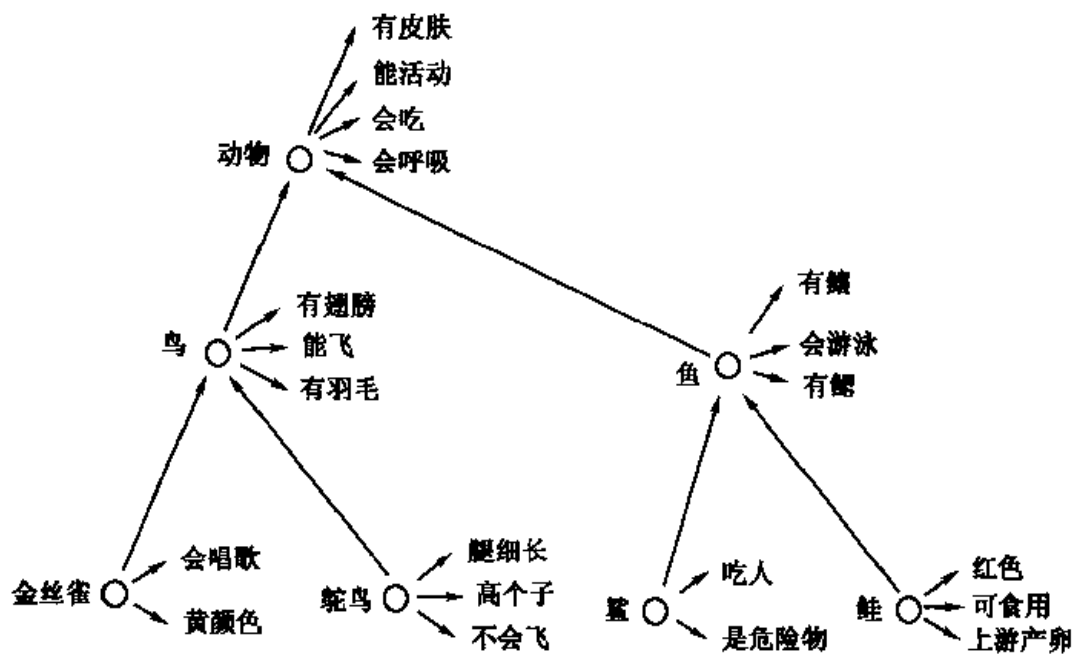 有皮肤
能活动
会吃
动物
会呼吸
有翅膀
鸟
能飞
有羽毛
有鳍
会游泳
鱼
有鳃
会唱歌
金丝雀
黄颜色
腿细长
鸵鸟
高个子
不会飞
吃人
鲨
是危险物
红色
鲑
可食用
上游产卵